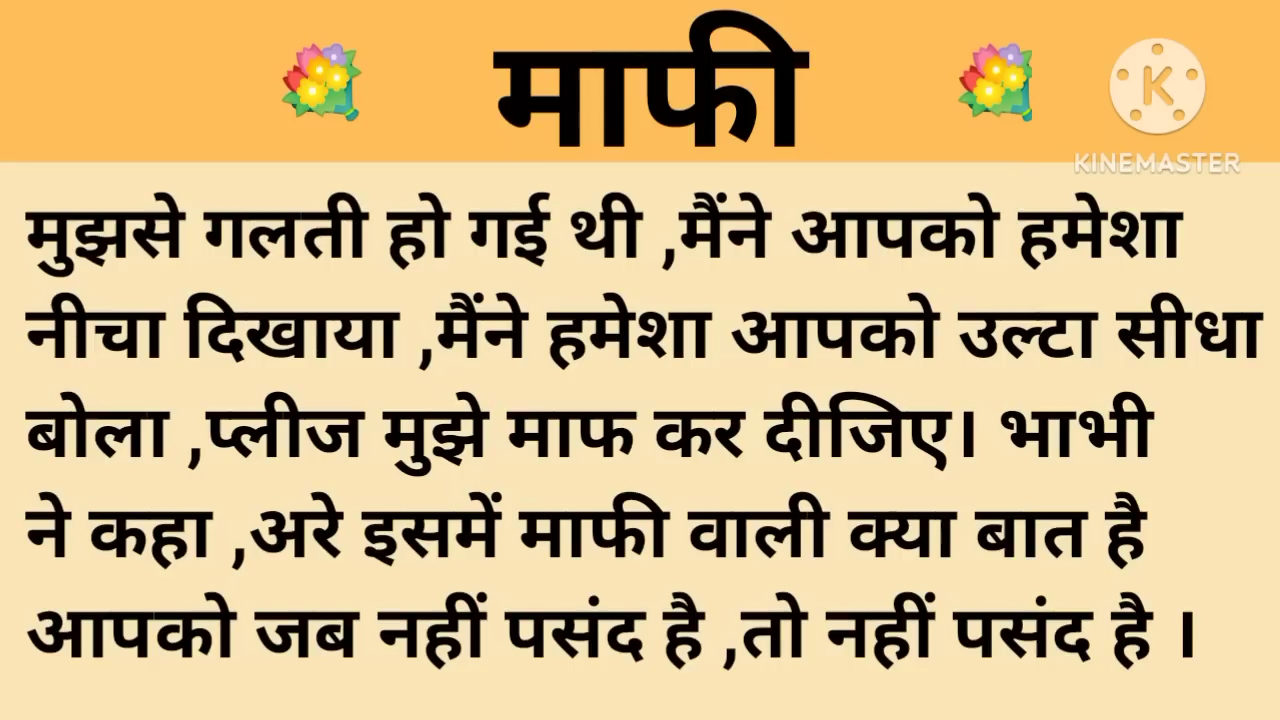 माफी
K
KINEMASTER
मुझसे गलती हो गई थी ,मैंने आपको हमेशा
नीचा दिखाया ,मैंने हमेशा आपको उल्टा सीधा
बोला ,प्लीज मुझे माफ कर दीजिए। भाभी
ने कहा ,अरे इसमें माफी वाली क्या बात है
आपको जब नहीं पसंद है ,तो नहीं पसंद है ।